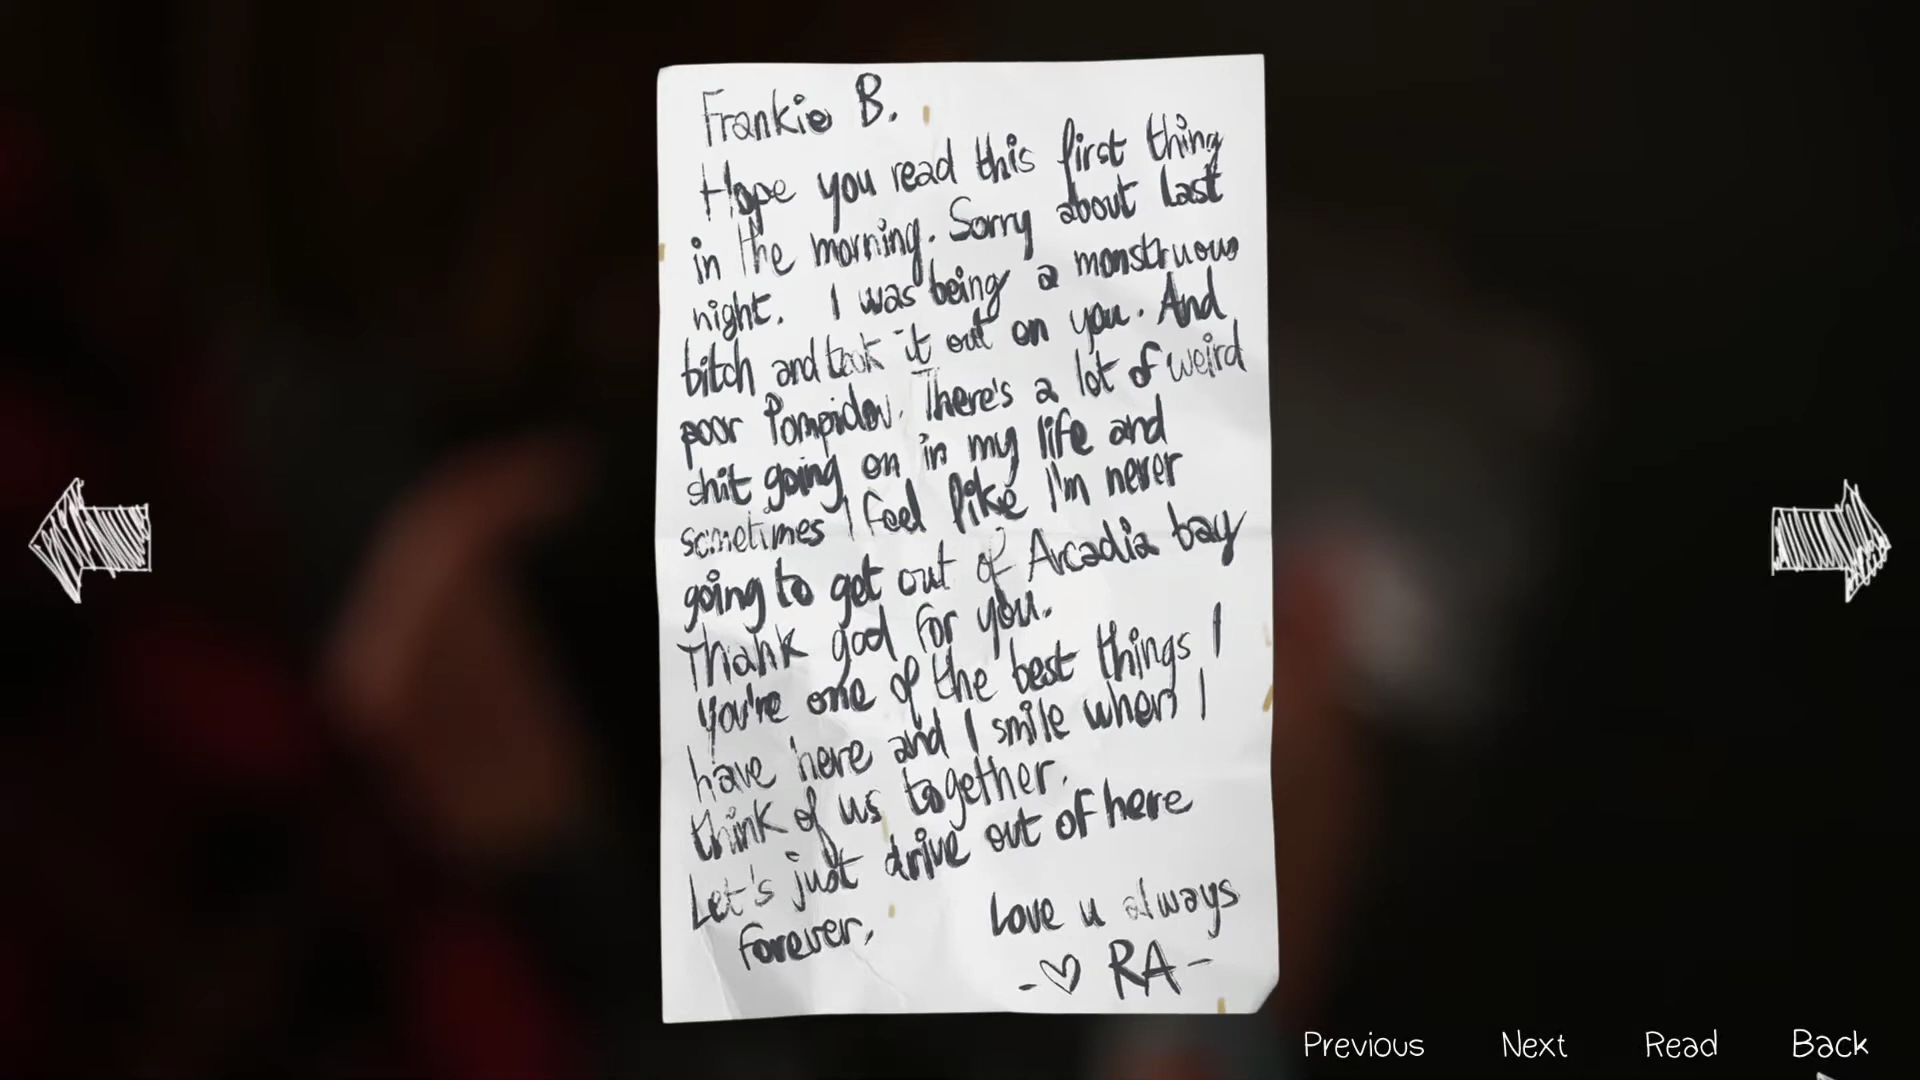 Frankie B.
Hope you read this first thing
in the morning. Sorry about last
night. I was being a monstruous
bitch and took it out on you. And
poor Pompidou. There's a lot of weird
shit going on in my life and
sometimes I feel like I'm never
going to get out of Arcadia bay
Thank god for you.
You're one of the best things I
have here and I smile when I
think of us together.
Let's just drive out of here
forever.
Love u always
-♡ RA-
Previous Next Read Back